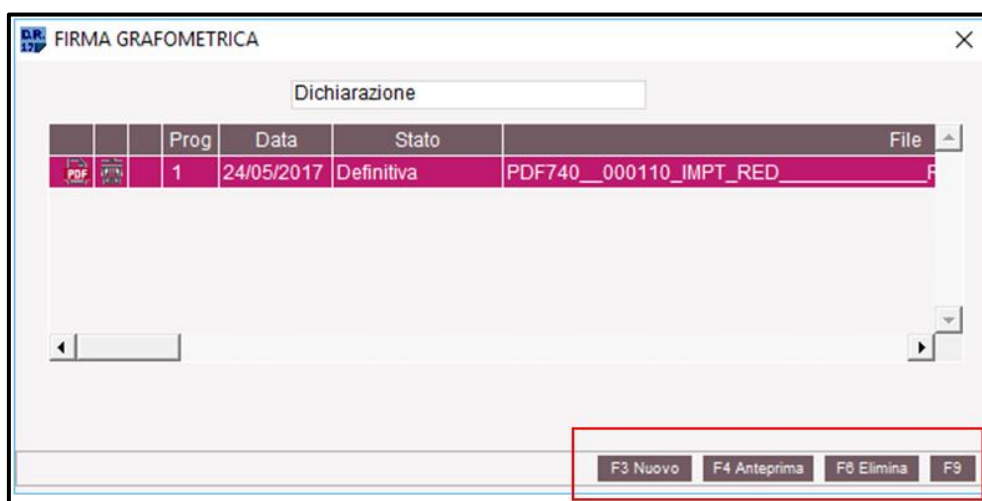 D.R. 17 FIRMA GRAFOMETRICA
Dichiarazione
Prog Data Stato File
PDF 1 24/05/2017 Definitiva PDF740__000110_IMPT_RED______________F
F3 Nuovo F4 Anteprima F6 Elimina F9